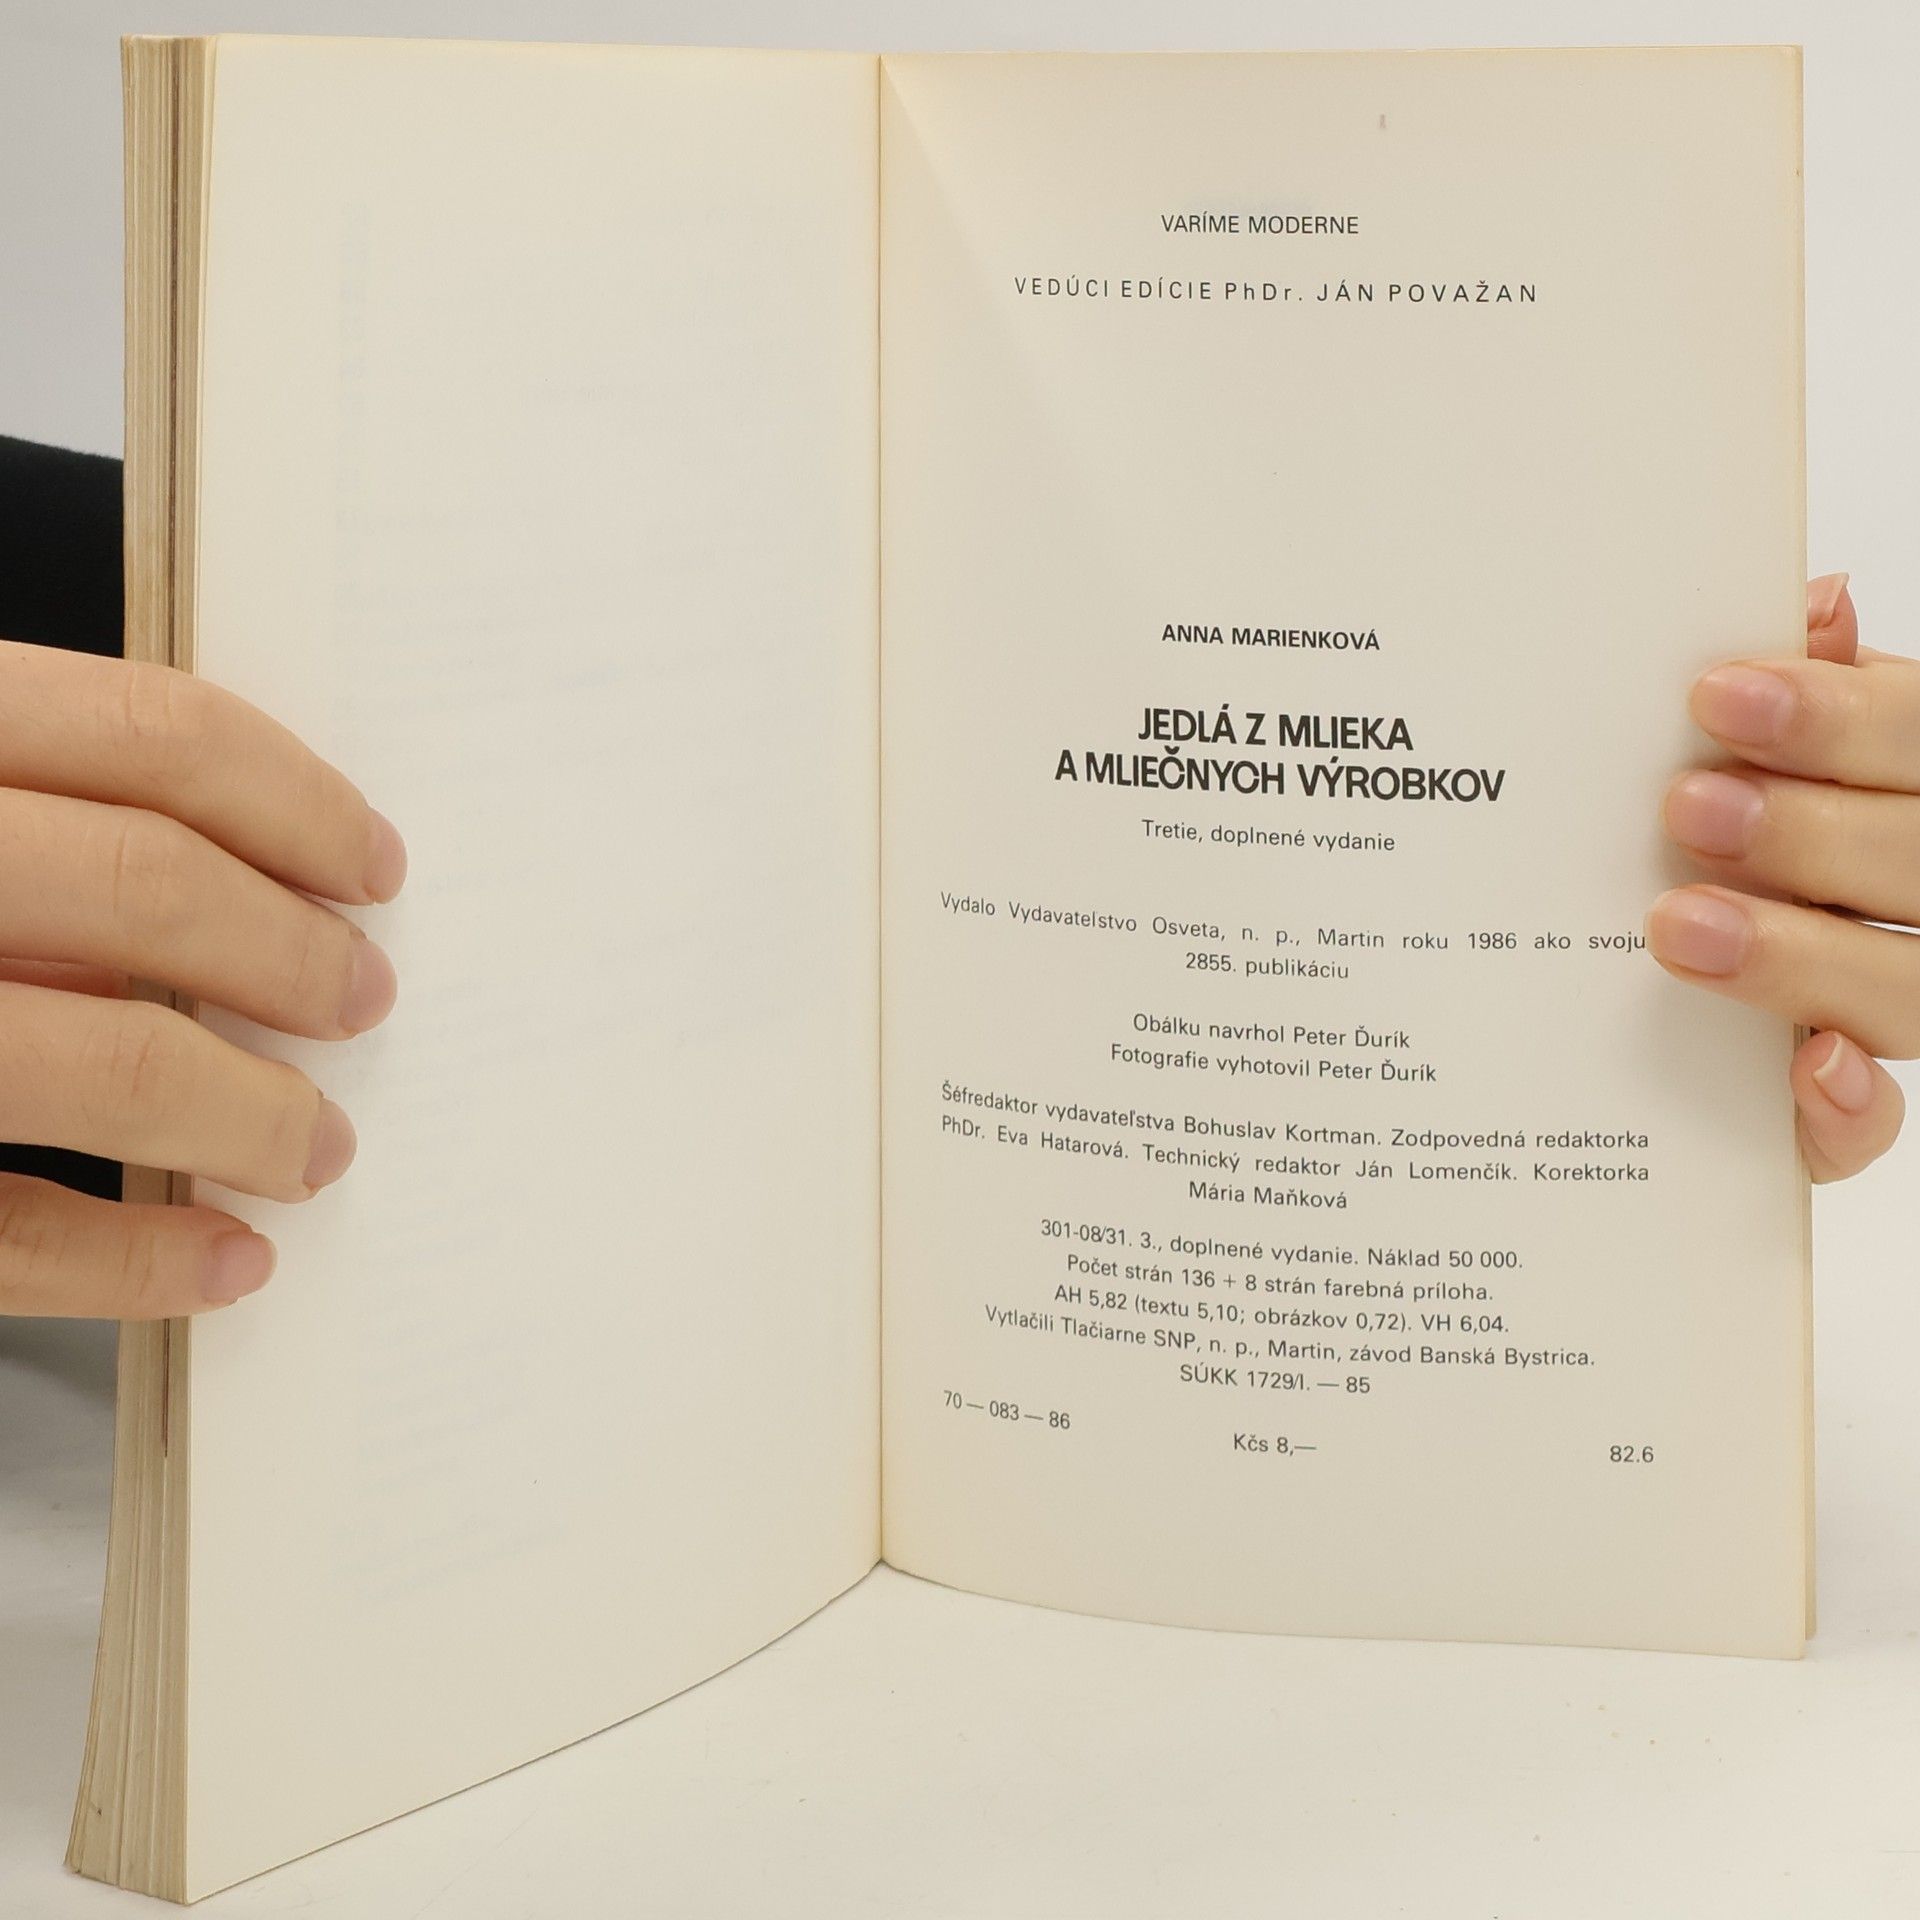 VARÍME MODERNE
VEDÚCI EDÍCIE PhDr. JÁN POVAŽAN
ANNA MARIENKOVÁ
JEDLÁ Z MLIEKA
A MLIEČNYCH VÝROBKOV
Tretie, doplnené vydanie
Vydalo Vydavateľstvo Osveta, n. p., Martin roku 1986 ako svoju
2855. publikáciu
Obálku navrhol Peter Ďurík
Fotografie vyhotovil Peter Ďurík
Šéfredaktor vydavateľstva Bohuslav Kortman. Zodpovedná redaktorka
PhDr. Eva Hatarová. Technický redaktor Ján Lomenčík. Korektorka
Mária Maňková
301-08/31. 3., doplnené vydanie. Náklad 50 000.
Počet strán 136 + 8 strán farebná príloha.
AH 5,82 (textu 5,10; obrázkov 0,72). VH 6,04.
Vytlačili Tlačiarne SNP, n. p., Martin, závod Banská Bystrica.
SÚKK 1729/I. — 85
70 — 083 — 86
Kčs 8,—
82.6